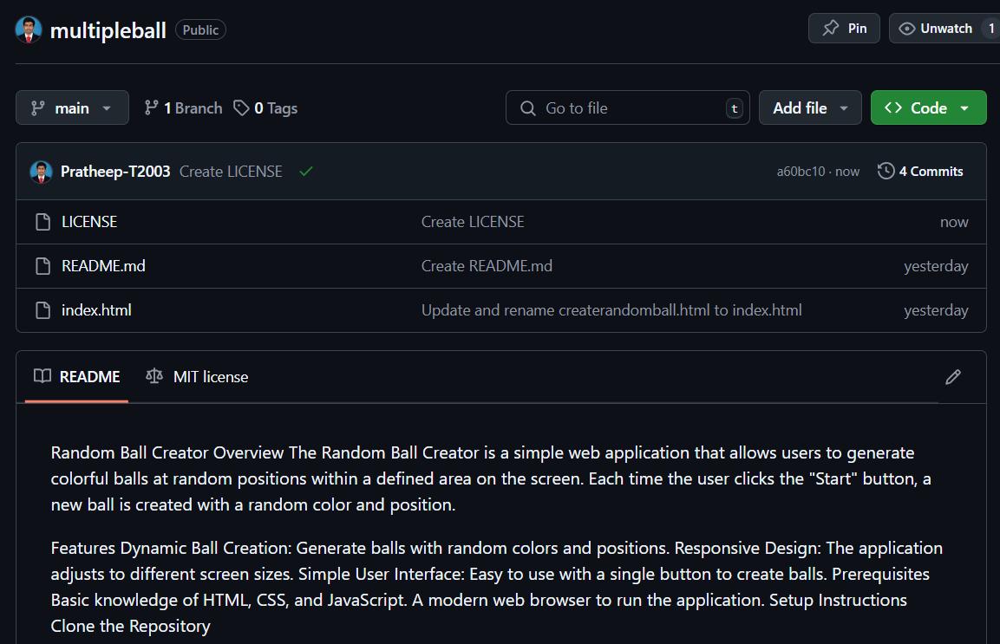 multipleball Public Pin Unwatch 1
main 1 Branch 0 Tags Go to file t Add file Code
Pratheep-T2003 Create LICENSE a60bc10 · now 4 Commits
LICENSE Create LICENSE now
README.md Create README.md yesterday
index.html Update and rename createrandomball.html to index.html yesterday
README MIT license
Random Ball Creator Overview The Random Ball Creator is a simple web application that allows users to generate
colorful balls at random positions within a defined area on the screen. Each time the user clicks the "Start" button, a
new ball is created with a random color and position.
Features Dynamic Ball Creation: Generate balls with random colors and positions. Responsive Design: The application
adjusts to different screen sizes. Simple User Interface: Easy to use with a single button to create balls. Prerequisites
Basic knowledge of HTML, CSS, and JavaScript. A modern web browser to run the application. Setup Instructions
Clone the Repository